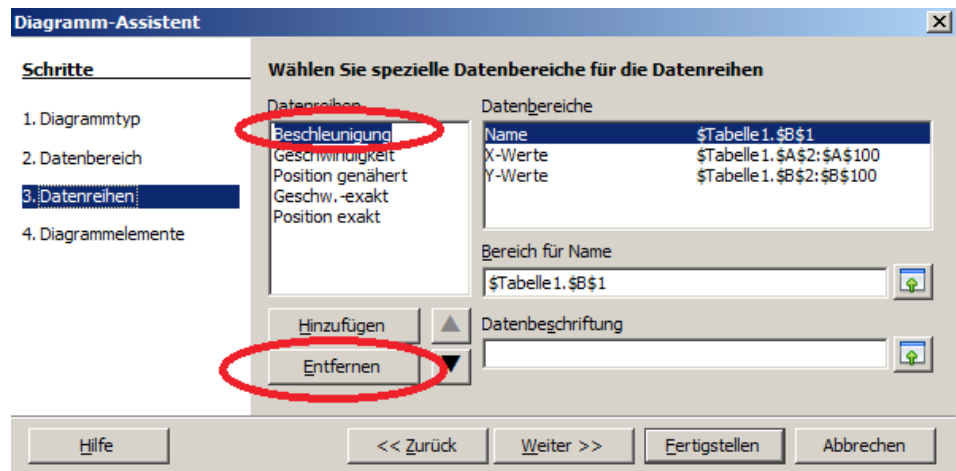 Diagramm-Assistent
Schritte
1. Diagrammtyp
2. Datenbereich
3. Datenreihen
4. Diagrammelemente
Wählen Sie spezielle Datenbereiche für die Datenreihen
Datenreihen
Beschleunigung
Geschwindigkeit
Position genähert
Geschw.-exakt
Position exakt
Hinzufügen
Entfernen
Datenbereiche
Name $Tabelle1.$B$1
X-Werte $Tabelle1.$A$2:$A$100
Y-Werte $Tabelle1.$B$2:$B$100
Bereich für Name
$Tabelle1.$B$1
Datenbeschriftung
Hilfe << Zurück Weiter >> Fertigstellen Abbrechen